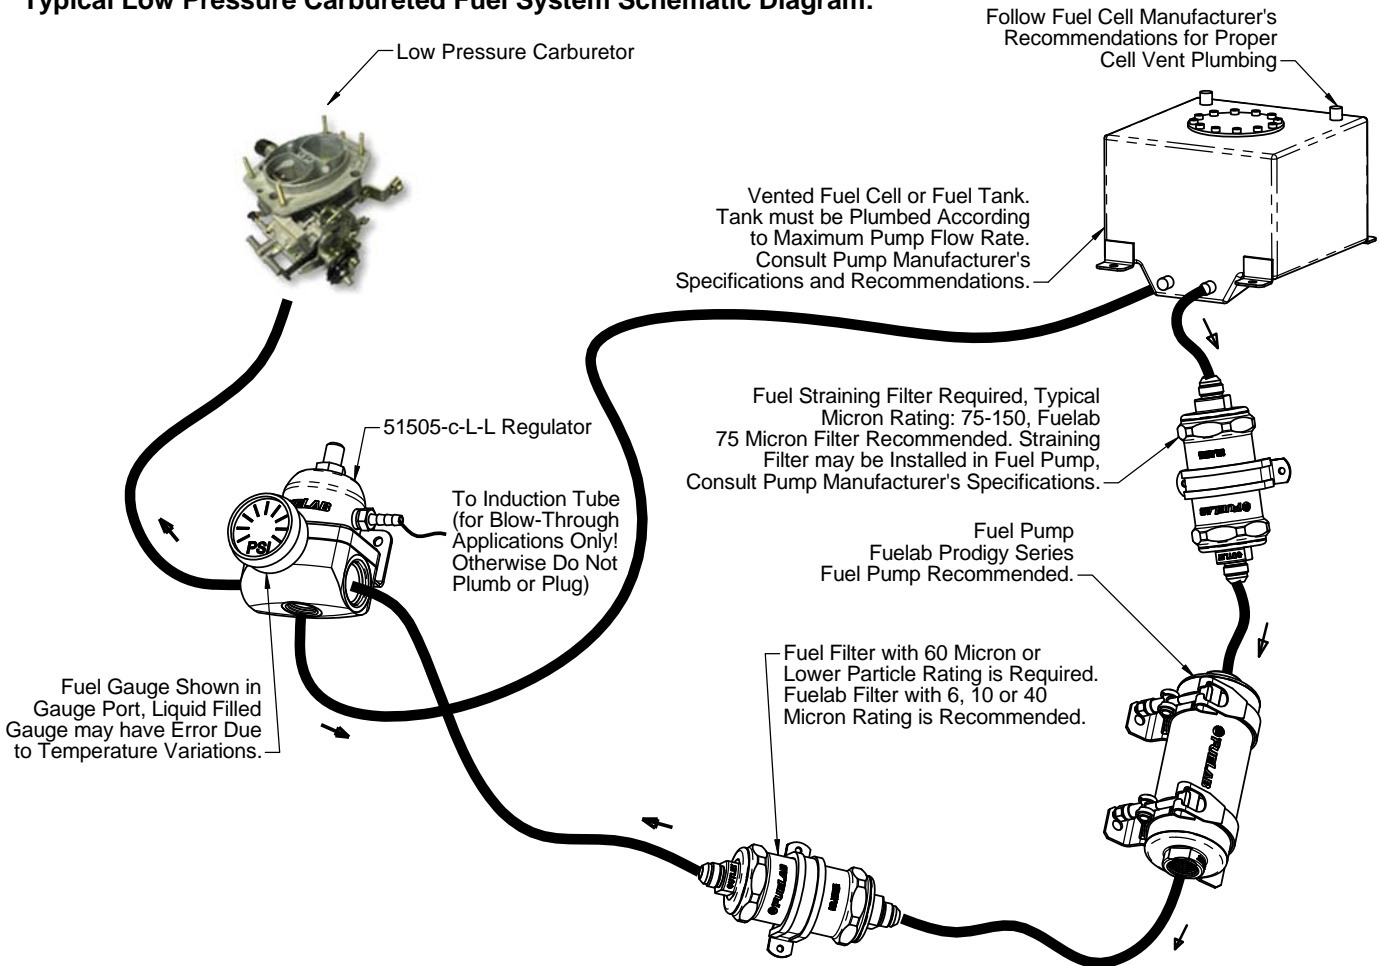 Typical Low Pressure Carbureted Fuel System Schematic Diagram:
Low Pressure Carburetor
Follow Fuel Cell Manufacturer's
Recommendations for Proper
Cell Vent Plumbing
Vented Fuel Cell or Fuel Tank.
Tank must be Plumbed According
to Maximum Pump Flow Rate.
Consult Pump Manufacturer's
Specifications and Recommendations.
Fuel Straining Filter Required, Typical
Micron Rating: 75-150, Fuelab
75 Micron Filter Recommended. Straining
Filter may be Installed in Fuel Pump,
Consult Pump Manufacturer's Specifications.
51505-c-L-L Regulator
To Induction Tube
(for Blow-Through
Applications Only!
Otherwise Do Not
Plumb or Plug)
ELAB
PSI
FUELAB
Fuel Pump
Fuelab Prodigy Series
Fuel Pump Recommended.
Fuel Filter with 60 Micron or
Lower Particle Rating is Required.
Fuelab Filter with 6, 10 or 40
Micron Rating is Recommended.
Fuel Gauge Shown in
Gauge Port, Liquid Filled
Gauge may have Error Due
to Temperature Variations.
FUELAB
FUELAB